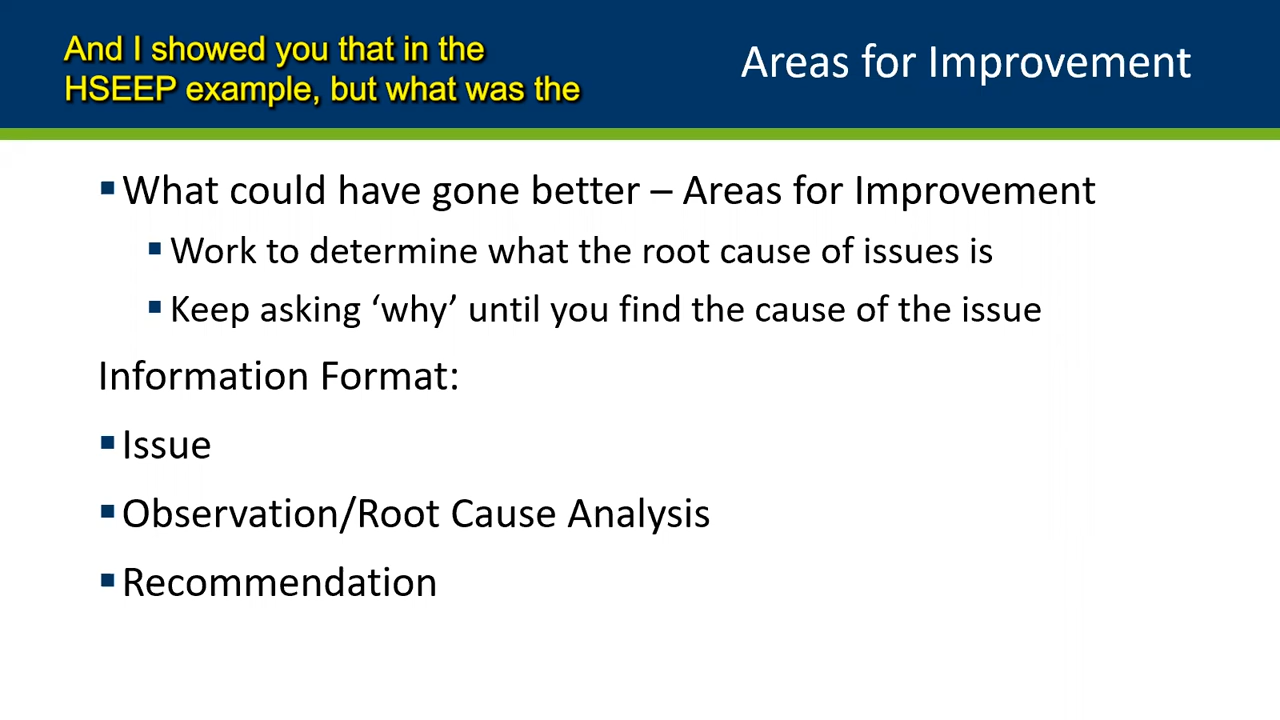 And I showed you that in the
HSEEP example, but what was the
Areas for Improvement
▪What could have gone better – Areas for Improvement
▪Work to determine what the root cause of issues is
▪Keep asking ‘why’ until you find the cause of the issue
Information Format:
▪Issue
▪Observation/Root Cause Analysis
▪Recommendation